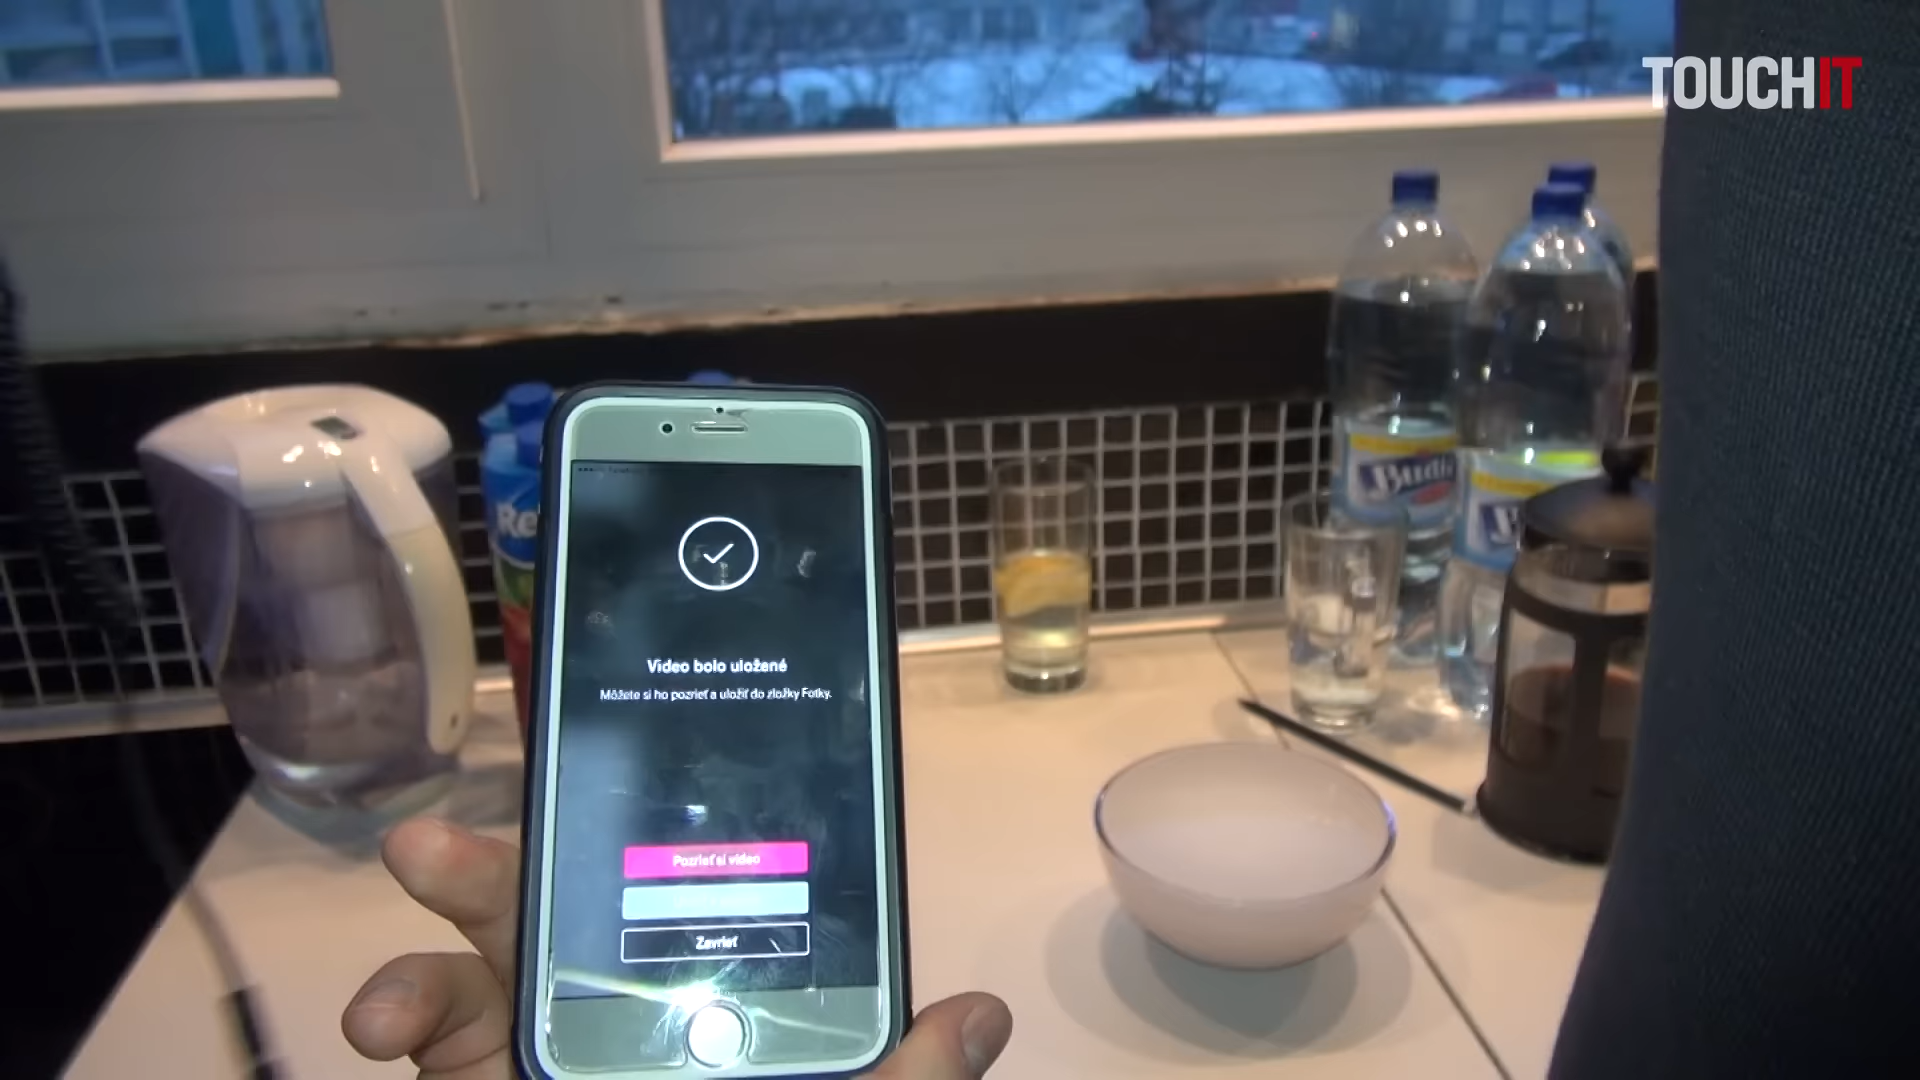 TOUCHIT
Video bolo uložené
Môžete si ho pozrieť a uložiť do zložky Fotky.
Pozrieť si video
Zavrieť